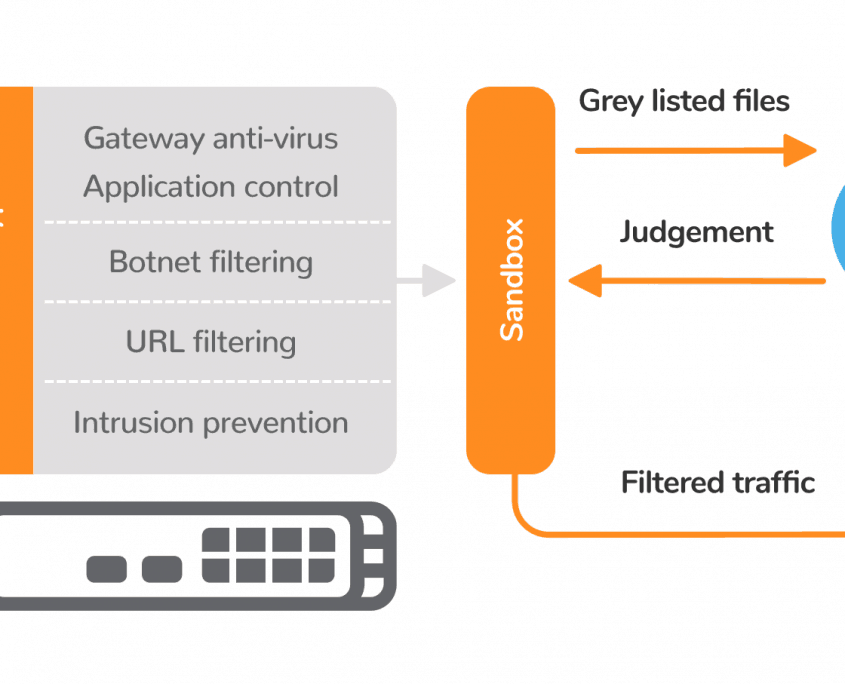 Gateway anti-virus
Application control
Botnet filtering
URL filtering
Intrusion prevention
Sandbox
Grey listed files
Judgement
Filtered traffic